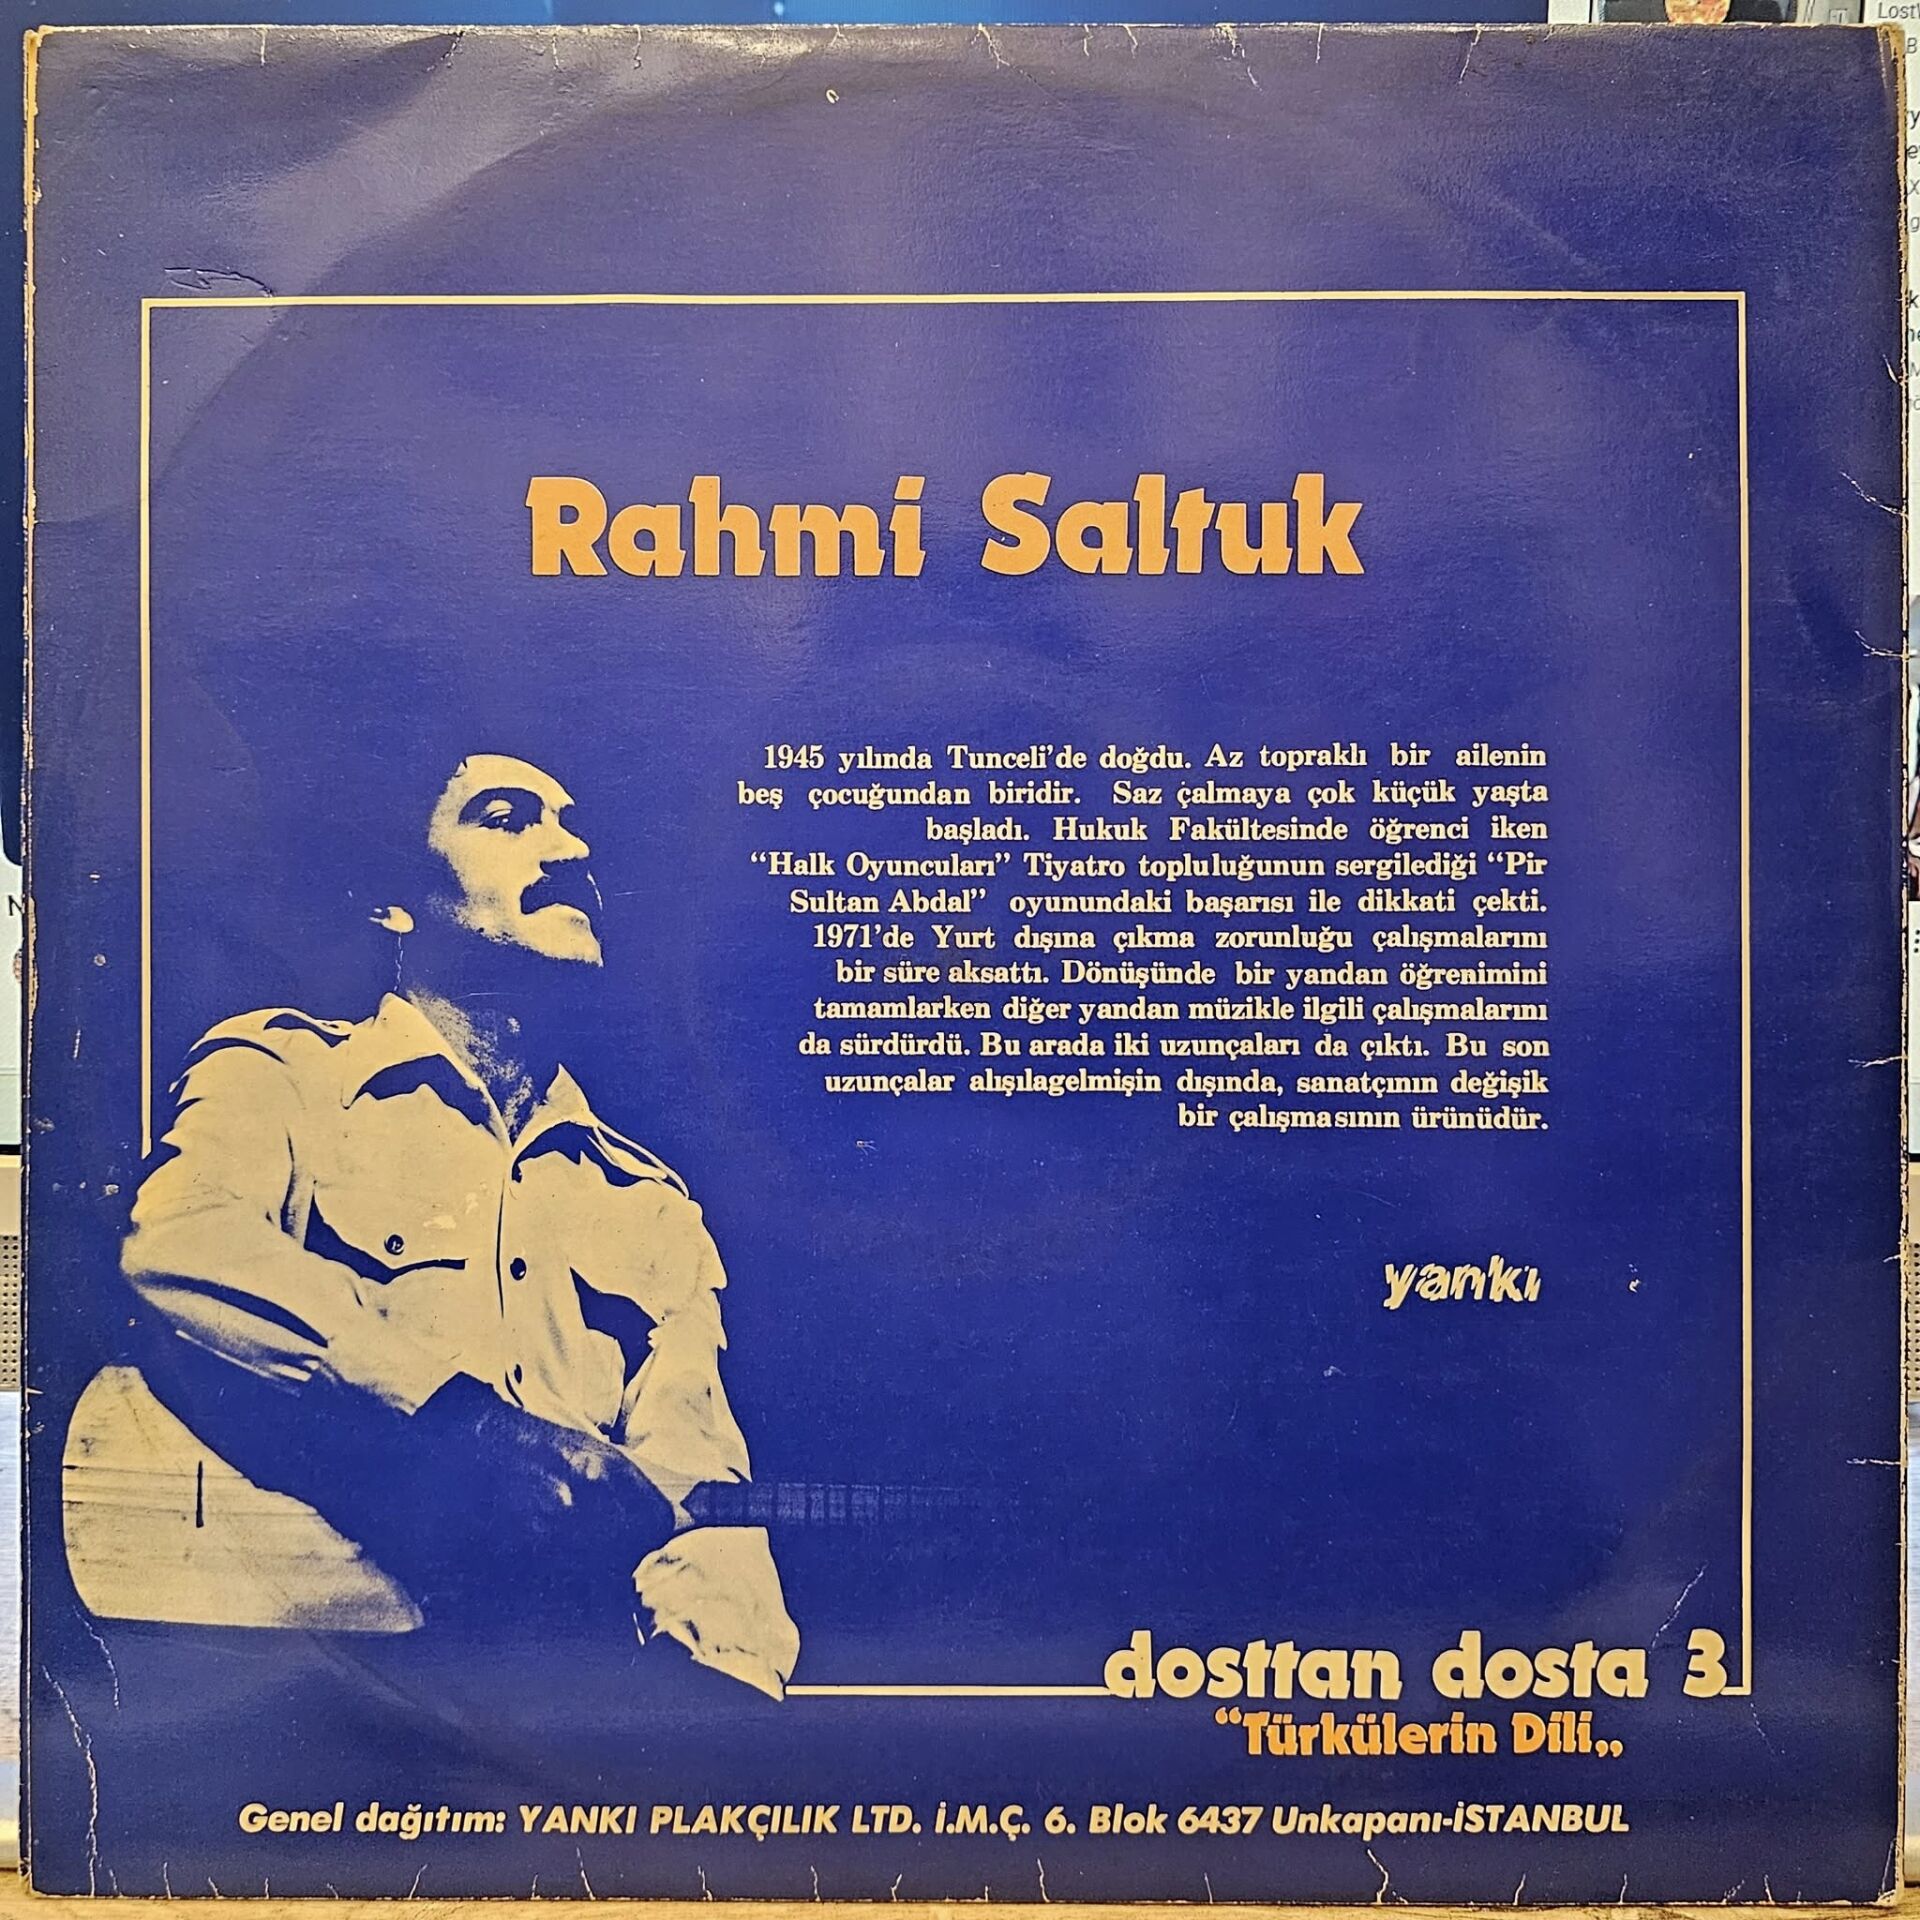 Rahmi Saltuk
1945 yılında Tunceli'de doğdu. Az topraklı bir ailenin
beş çocuğundan biridir. Saz çalmaya çok küçük yaşta
başladı. Hukuk Fakültesinde öğrenci iken
“Halk Oyuncuları” Tiyatro topluluğunun sergilediği “Pir
Sultan Abdal” oyunundaki başarısı ile dikkati çekti.
1971'de Yurt dışına çıkma zorunluğu çalışmalarını
bir süre aksattı. Dönüşünde bir yandan öğrenimini
tamamlarken diğer yandan müzikle ilgili çalışmalarını
da sürdürdü. Bu arada iki uzunçaları da çıktı. Bu son
uzunçalar alışılagelmişin dışında, sanatçının değişik
bir çalışmasının ürünüdür.
yankı
dosttan dosta 3
“Türkülerin Dili„
Genel dağıtım: YANKI PLAKÇILIK LTD. İ.M.Ç. 6. Blok 6437 Unkapanı-İSTANBUL